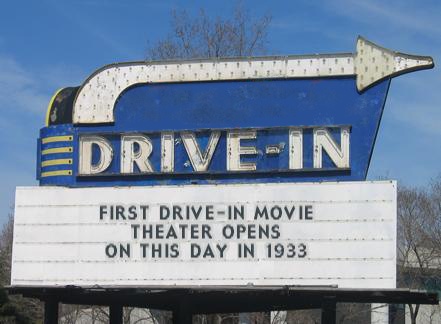 DRIVE-IN
FIRST DRIVE-IN MOVIE
THEATER OPENS
ON THIS DAY IN 1933